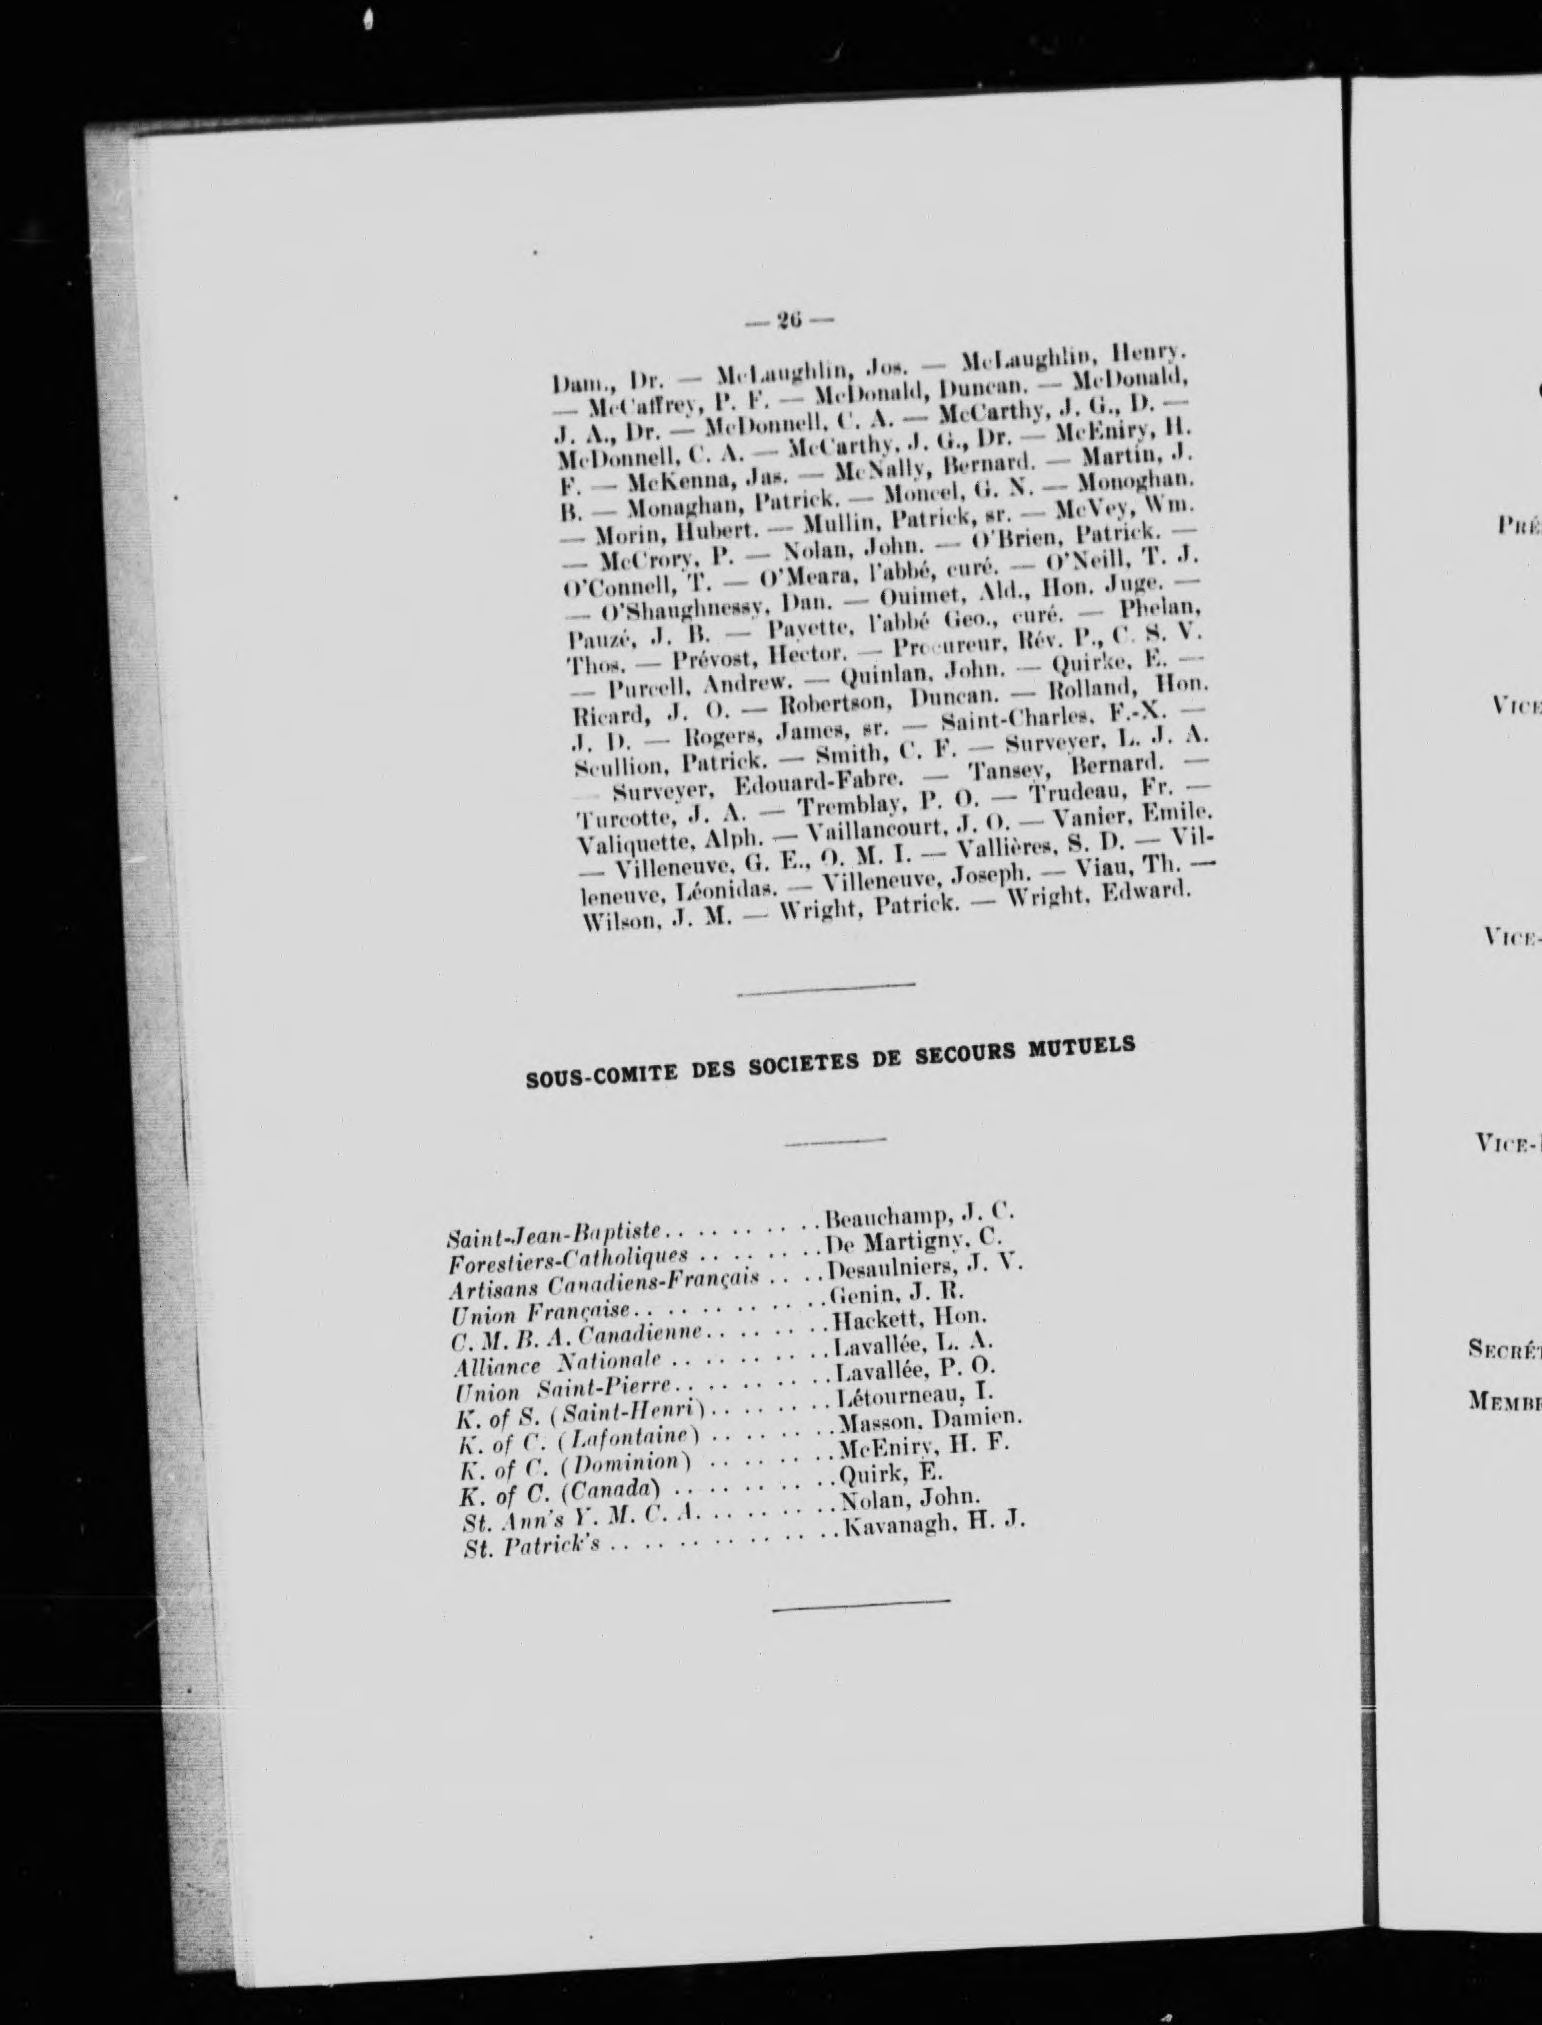 — 26 —
Dam., Dr. — McLaughlin, Jos. — McLaughlin, Henry.
— McCaffrey, P. F. — McDonald, Duncan. — McDonald,
J. A., Dr. — McDonnell, C. A. — McCarthy, J. G., D. —
McDonnell, C. A. — McCarthy, J. G., Dr. — McEniry, H.
F. — McKenna, Jas. — McNally, Bernard. — Martin, J.
B. — Monaghan, Patrick. — Moncel, G. N. — Monoghan.
— Morin, Hubert. — Mullin, Patrick, sr. — McVey, Wm.
— McCrory, P. — Nolan, John. — O'Brien, Patrick. —
O'Connell, T. — O'Meara, l'abbé, curé. — O'Neill, T. J.
— O'Shaughnessy, Dan. — Ouimet, Ald., Hon. Juge. —
Pauzé, J. B. — Payette, l'abbé Geo., curé. — Phelan,
Thos. — Prévost, Hector. — Procureur, Rév. P., C. S. V.
— Purcell, Andrew. — Quinlan, John. — Quirke, E. —
Ricard, J. O. — Robertson, Duncan. — Rolland, Hon.
J. D. — Rogers, James, sr. — Saint-Charles, F.-X. —
Scullion, Patrick. — Smith, C. F. — Surveyer, L. J. A.
— Surveyer, Edouard-Fabre. — Tansey, Bernard. —
Turcotte, J. A. — Tremblay, P. O. — Trudeau, Fr. —
Valiquette, Alph. — Vaillancourt, J. O. — Vanier, Emile.
— Villeneuve, G. E., O. M. I. — Vallières, S. D. — Vil-
leneuve, Léonidas. — Villeneuve, Joseph. — Viau, Th. —
Wilson, J. M. — Wright, Patrick. — Wright, Edward.
SOUS-COMITE DES SOCIETES DE SECOURS MUTUELS
Saint-Jean-Baptiste. . . . . . . . . . Beauchamp, J. C.
Forestiers-Catholiques . . . . . . . . De Martigny, C.
Artisans Canadiens-Français . . . . Desaulniers, J. V.
Union Française. . . . . . . . . . . . Genin, J. R.
C. M. B. A. Canadienne. . . . . . . . Hackett, Hon.
Alliance Nationale . . . . . . . . . . Lavallée, L. A.
Union Saint-Pierre. . . . . . . . . . Lavallée, P. O.
K. of S. (Saint-Henri). . . . . . . . Létourneau, I.
K. of C. (Lafontaine) . . . . . . . . Masson, Damien.
K. of C. (Dominion) . . . . . . . . McEniry, H. F.
K. of C. (Canada) . . . . . . . . . . Quirk, E.
St. Ann's Y. M. C. A. . . . . . . . . Nolan, John.
St. Patrick's . . . . . . . . . . . . . . Kavanagh, H. J.
PRÉ
VICE
VICE-
VICE-
SECRÉT
MEMBR